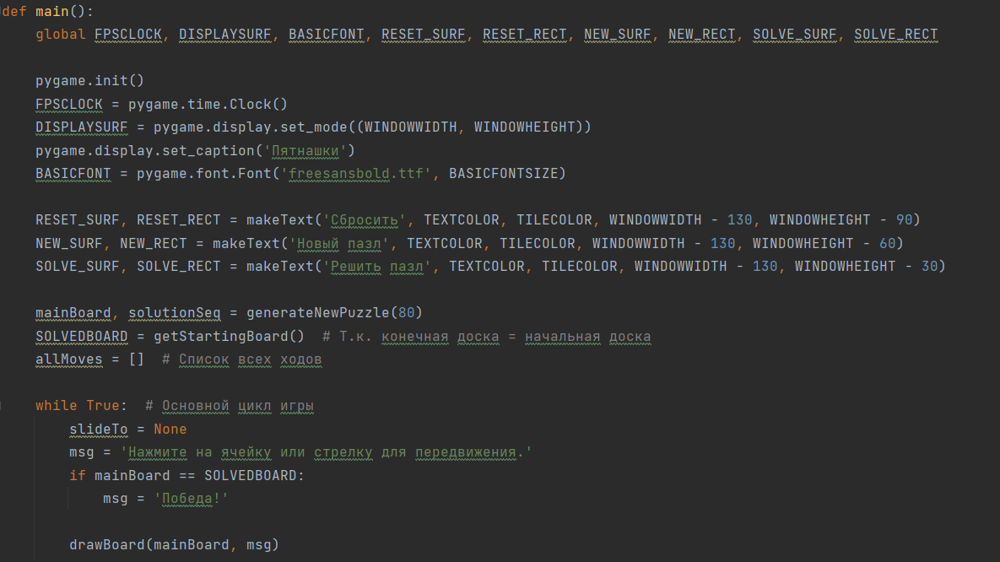 def main():
    global FPSCLOCK, DISPLAYSURF, BASICFONT, RESET_SURF, RESET_RECT, NEW_SURF, NEW_RECT, SOLVE_SURF, SOLVE_RECT
    pygame.init()
    FPSCLOCK = pygame.time.Clock()
    DISPLAYSURF = pygame.display.set_mode((WINDOWWIDTH, WINDOWHEIGHT))
    pygame.display.set_caption('Пятнашки')
    BASICFONT = pygame.font.Font('freesansbold.ttf', BASICFONTSIZE)
    RESET_SURF, RESET_RECT = makeText('Сбросить', TEXTCOLOR, TILECOLOR, WINDOWWIDTH - 130, WINDOWHEIGHT - 90)
    NEW_SURF, NEW_RECT = makeText('Новый пазл', TEXTCOLOR, TILECOLOR, WINDOWWIDTH - 130, WINDOWHEIGHT - 60)
    SOLVE_SURF, SOLVE_RECT = makeText('Решить пазл', TEXTCOLOR, TILECOLOR, WINDOWWIDTH - 130, WINDOWHEIGHT - 30)
    mainBoard, solutionSeq = generateNewPuzzle(80)
    SOLVEDBOARD = getStartingBoard()  # Т.к. конечная доска = начальная доска
    allMoves = []  # Список всех ходов
    while True:  # Основной цикл игры
        slideTo = None
        msg = 'Нажмите на ячейку или стрелку для передвижения.'
        if mainBoard == SOLVEDBOARD:
            msg = 'Победа!'
        drawBoard(mainBoard, msg)